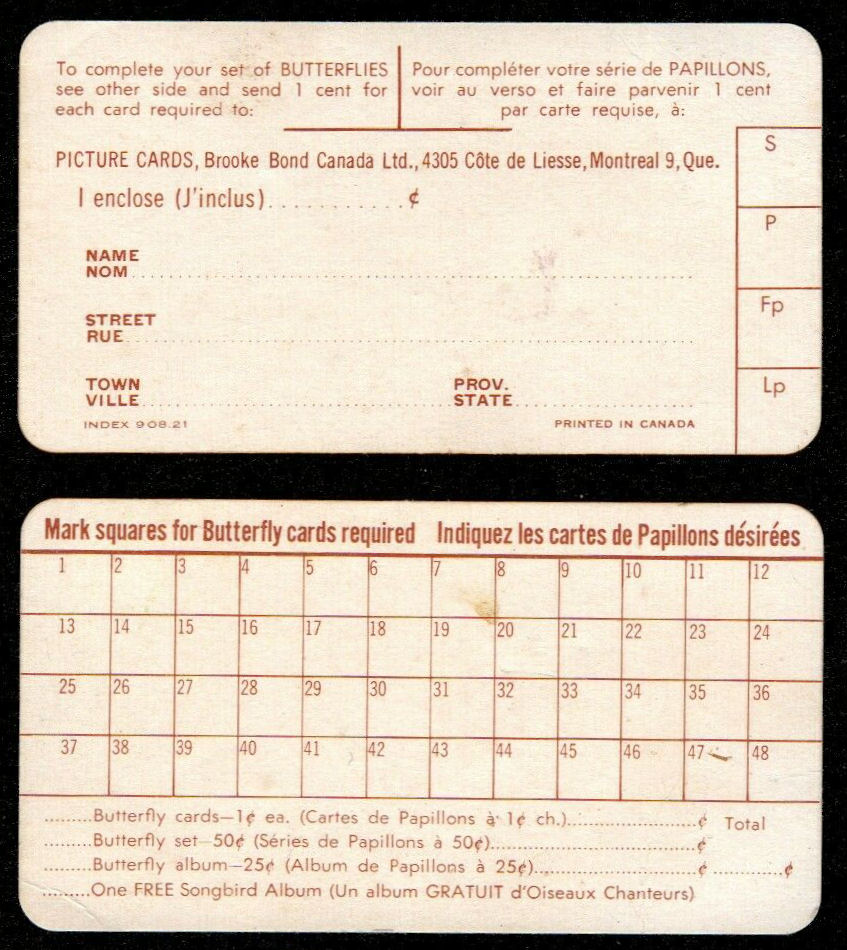 To complete your set of BUTTERFLIES
see other side and send 1 cent for
each card required to:
Pour compléter votre série de PAPILLONS,
voir au verso et faire parvenir 1 cent
par carte requise, à:
PICTURE CARDS, Brooke Bond Canada Ltd., 4305 Côte de Liesse, Montreal 9, Que.
I enclose (J'inclus)............¢
NAME
NOM
STREET
RUE
TOWN
VILLE
PROV.
STATE
INDEX 908.21
PRINTED IN CANADA
S
P
Fp
Lp
Mark squares for Butterfly cards required Indiquez les cartes de Papillons désirées
1 2 3 4 5 6 7 8 9 10 11 12
13 14 15 16 17 18 19 20 21 22 23 24
25 26 27 28 29 30 31 32 33 34 35 36
37 38 39 40 41 42 43 44 45 46 47 48
.........Butterfly cards—1¢ ea. (Cartes de Papillons à 1¢ ch.)..........................¢ Total
.........Butterfly set—50¢ (Séries de Papillons à 50¢)..........................¢
.........Butterfly album—25¢ (Album de Papillons à 25¢)..........................¢ ..............¢
.........One FREE Songbird Album (Un album GRATUIT d'Oiseaux Chanteurs)